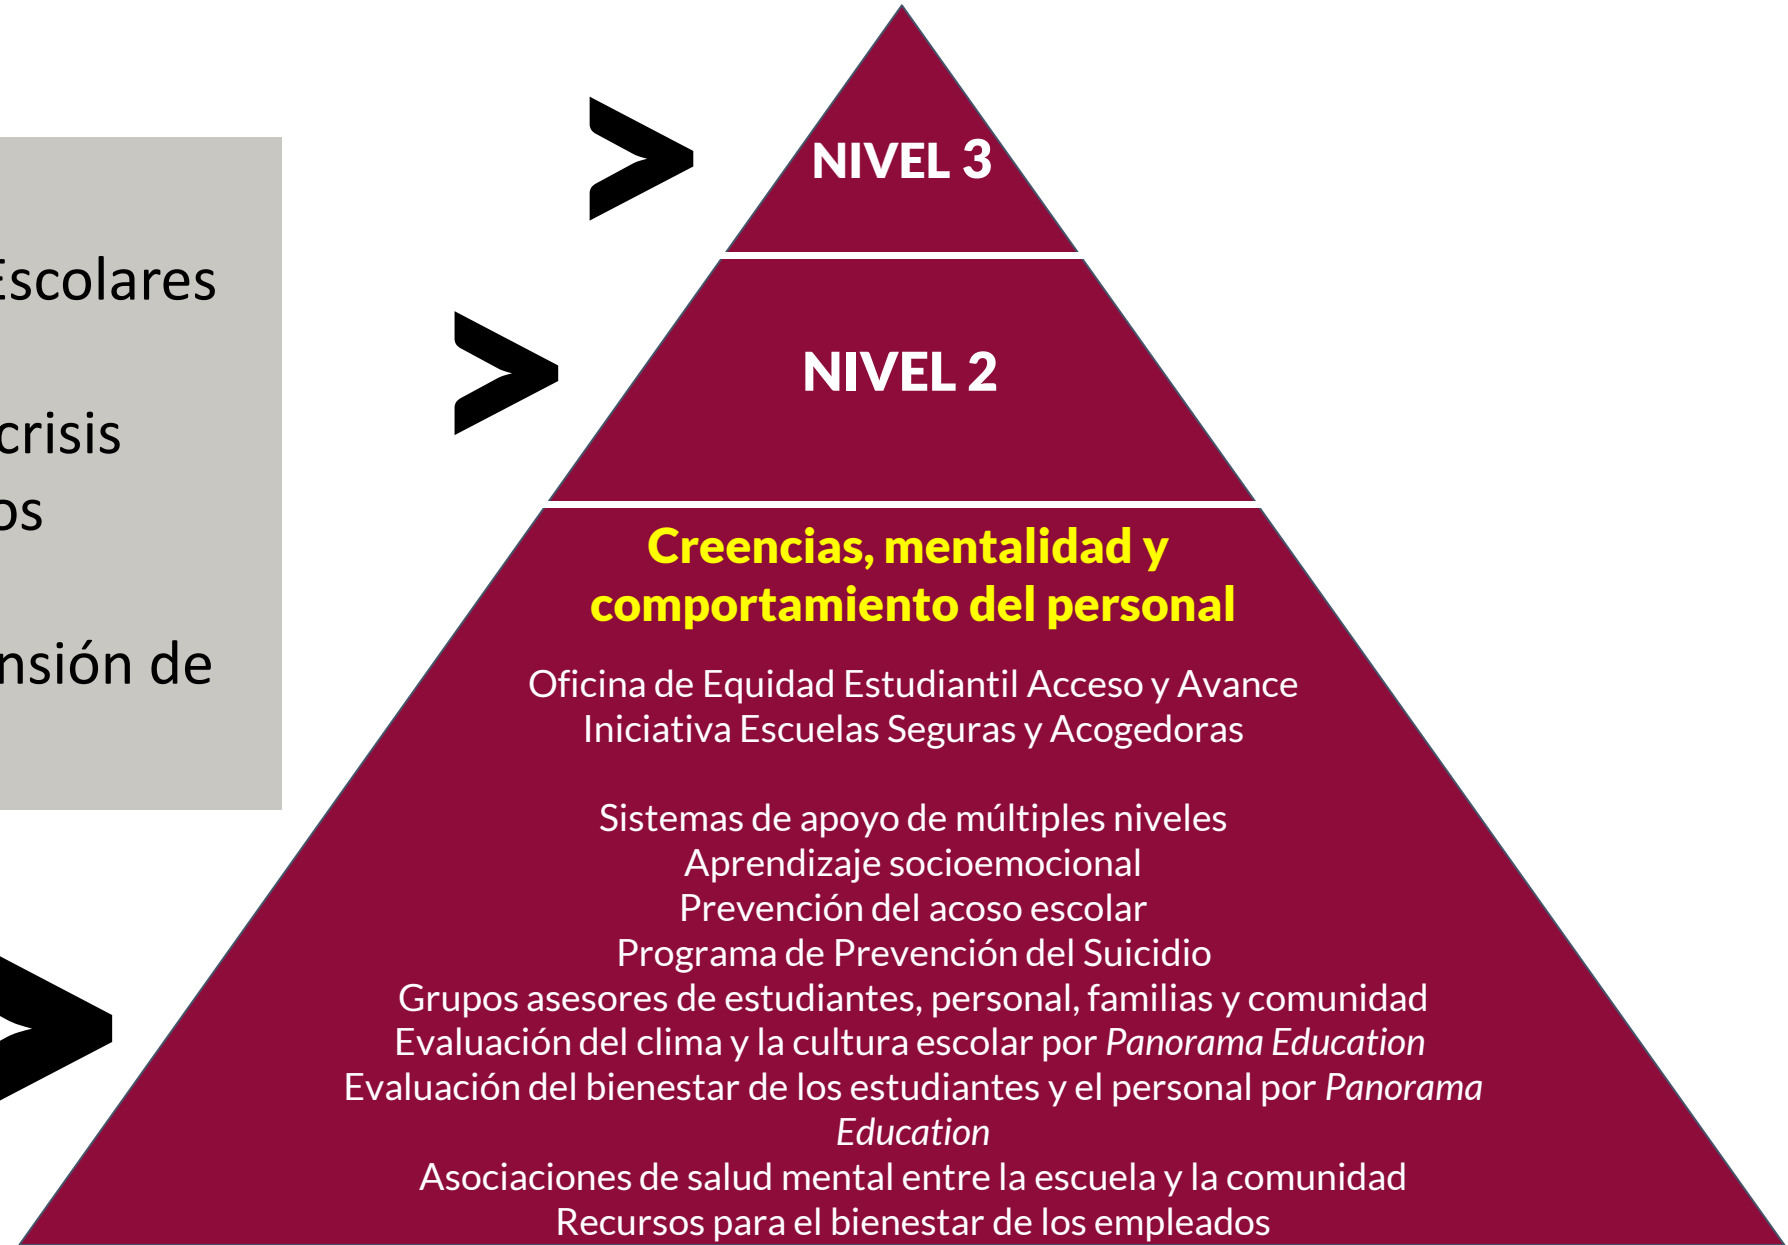 Escolares
crisis
os
nsión de
>
NIVEL 3
>
NIVEL 2
>
Creencias, mentalidad y
comportamiento del personal
Oficina de Equidad Estudiantil Acceso y Avance
Iniciativa Escuelas Seguras y Acogedoras
Sistemas de apoyo de múltiples niveles
Aprendizaje socioemocional
Prevención del acoso escolar
Programa de Prevención del Suicidio
Grupos asesores de estudiantes, personal, familias y comunidad
Evaluación del clima y la cultura escolar por Panorama Education
Evaluación del bienestar de los estudiantes y el personal por Panorama
Education
Asociaciones de salud mental entre la escuela y la comunidad
Recursos para el bienestar de los empleados